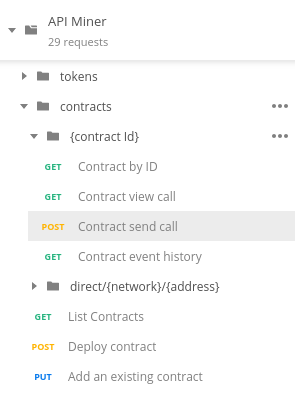 API Miner
29 requests
tokens
contracts
{contract Id}
GET Contract by ID
GET Contract view call
POST Contract send call
GET Contract event history
direct/{network}/{address}
GET List Contracts
POST Deploy contract
PUT Add an existing contract